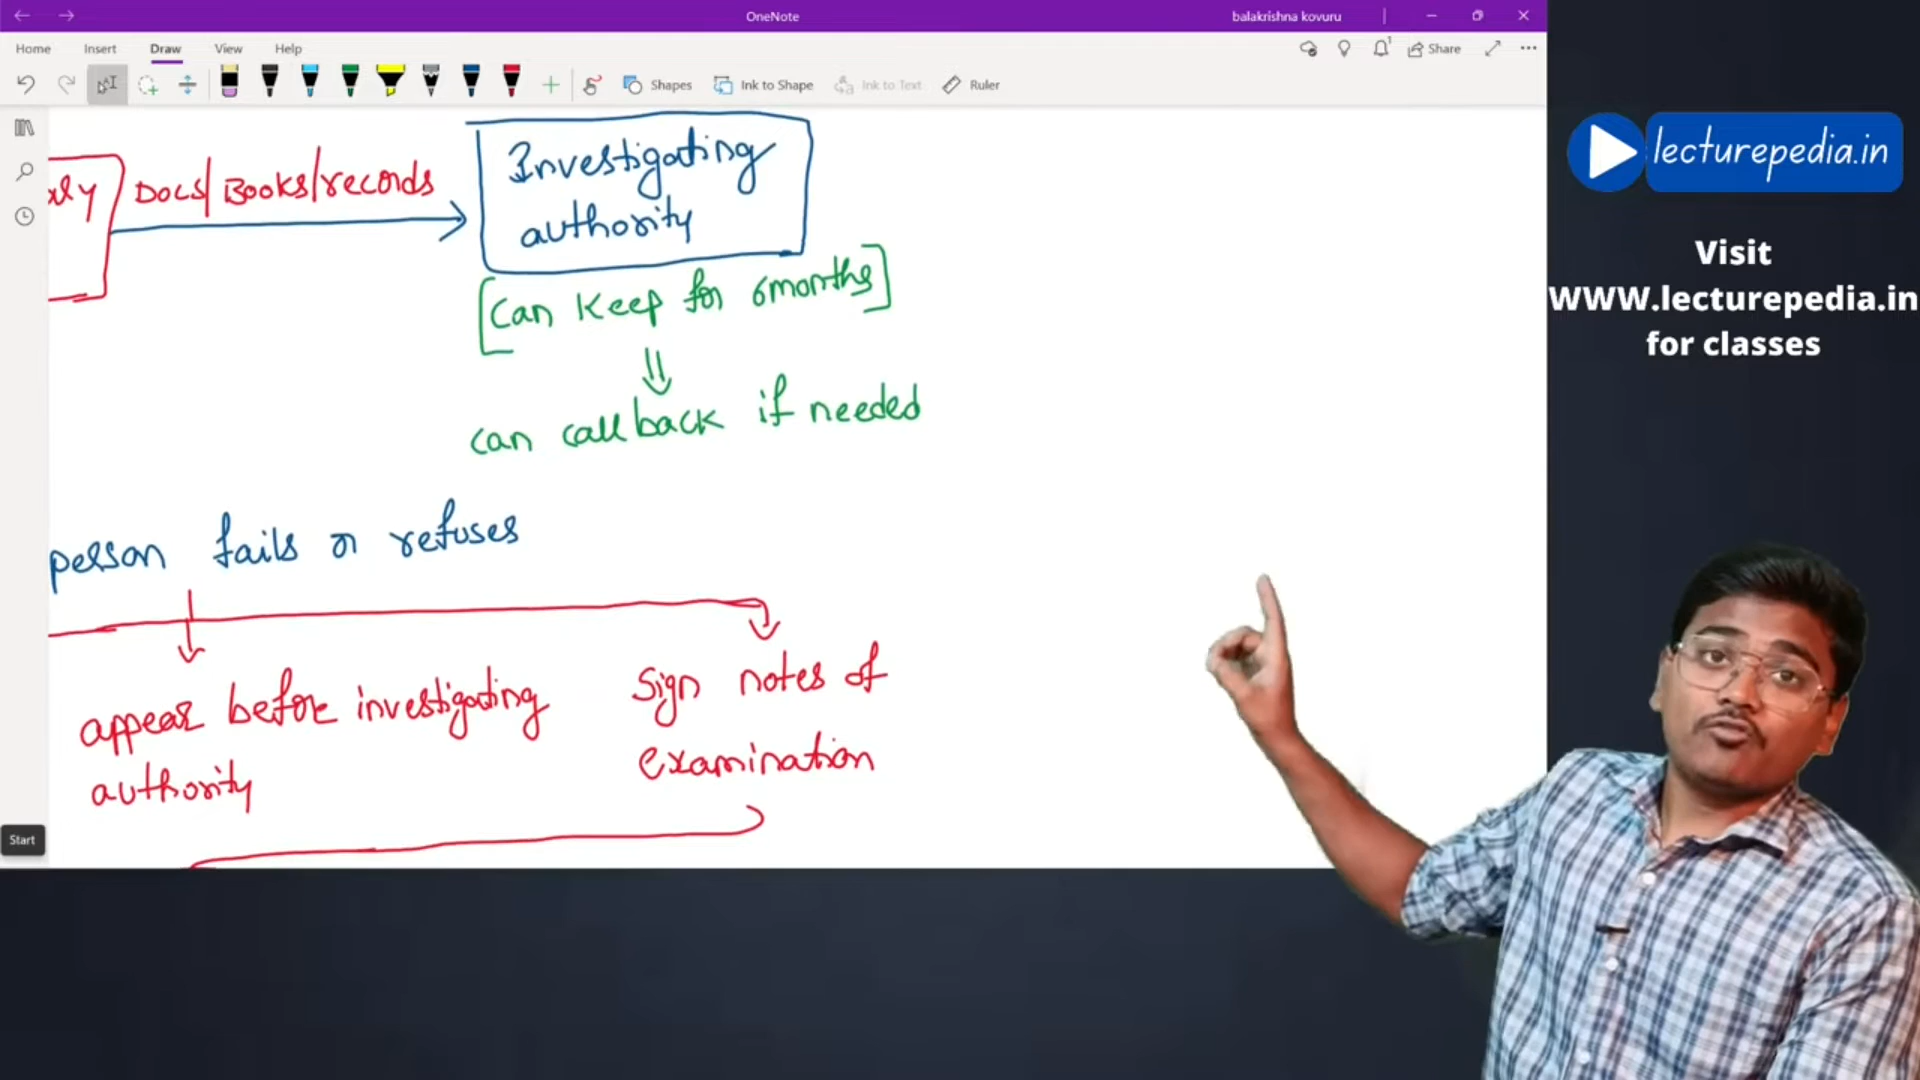 OneNote
balakrishna kovuru
Home Insert Draw View Help
1
Share
Shapes
Ink to Shape
Ink to Text
Ruler
Docs/Books/records
Investigating
authority
[can keep for 6months]
can call back if needed
person fails or refuses
appear before investigating
authority
sign notes of
examination
Start
lecturepedia.in
Visit
WWW.lecturepedia.in
for classes